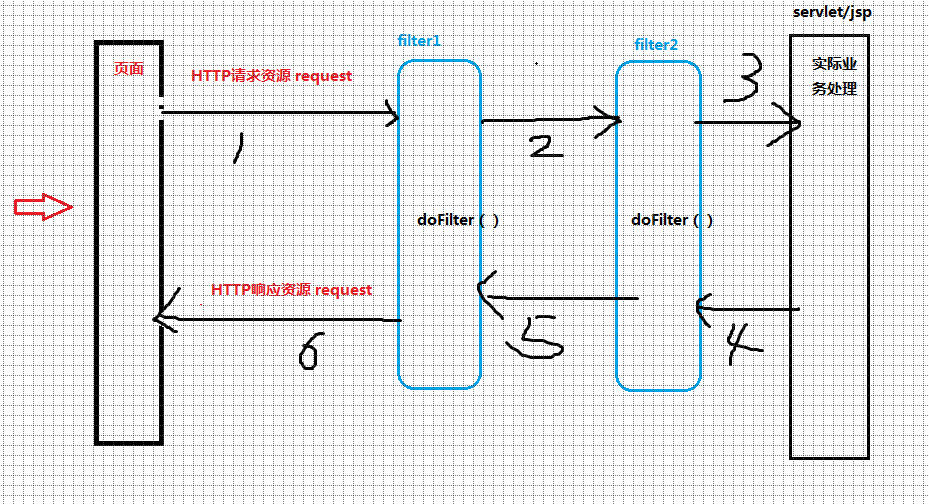 servlet/jsp
filter1
filter2
页面
HTTP请求资源 request
实际业
务处理
3
1
2
doFilter（ ）
doFilter（ ）
HTTP响应资源 request
6
5
4